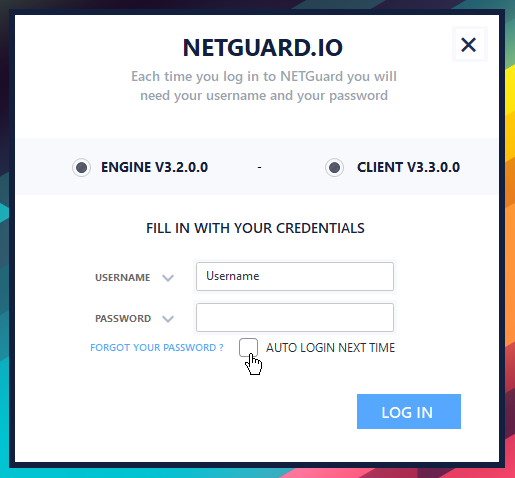 NETGUARD.IO
Each time you log in to NETGuard you will
need your username and your password
ENGINE V3.2.0.0 - CLIENT V3.3.0.0
FILL IN WITH YOUR CREDENTIALS
USERNAME Username
PASSWORD
FORGOT YOUR PASSWORD ? AUTO LOGIN NEXT TIME
LOG IN